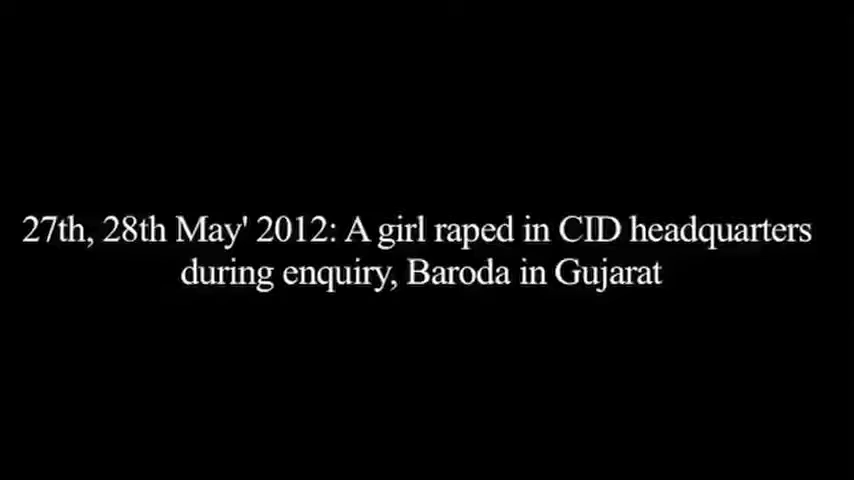 27th, 28th May' 2012: A girl raped in CID headquarters
during enquiry, Baroda in Gujarat